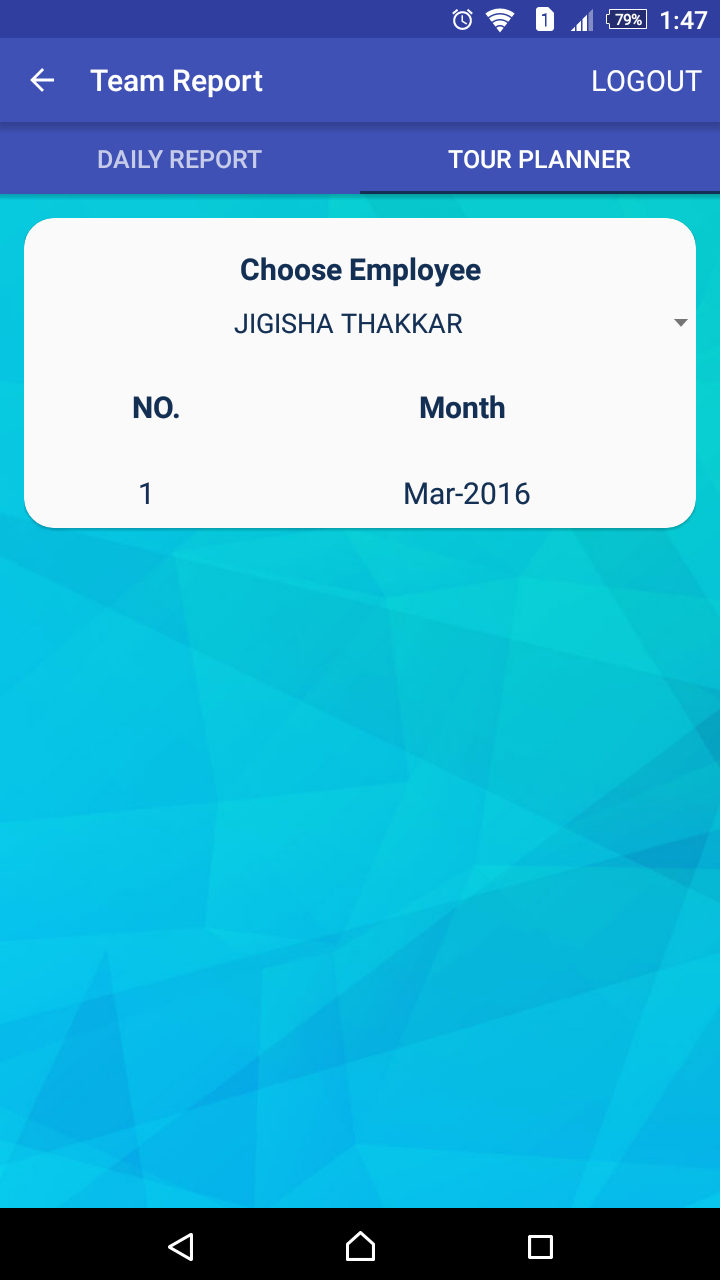 1 79% 1:47
Team Report LOGOUT
DAILY REPORT TOUR PLANNER
Choose Employee
JIGISHA THAKKAR
NO. Month
1 Mar-2016